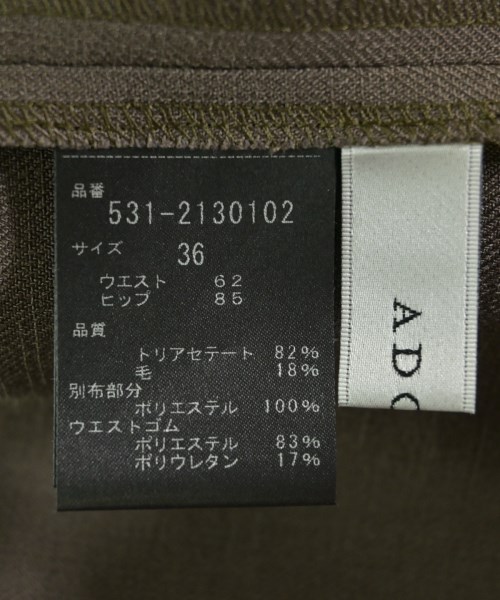 品番
531-2130102
サイズ 36
ウエスト 62
ヒップ 85
品質
トリアセテート 82%
毛 18%
別布部分
ポリエステル 100%
ウエストゴム
ポリエステル 83%
ポリウレタン 17%